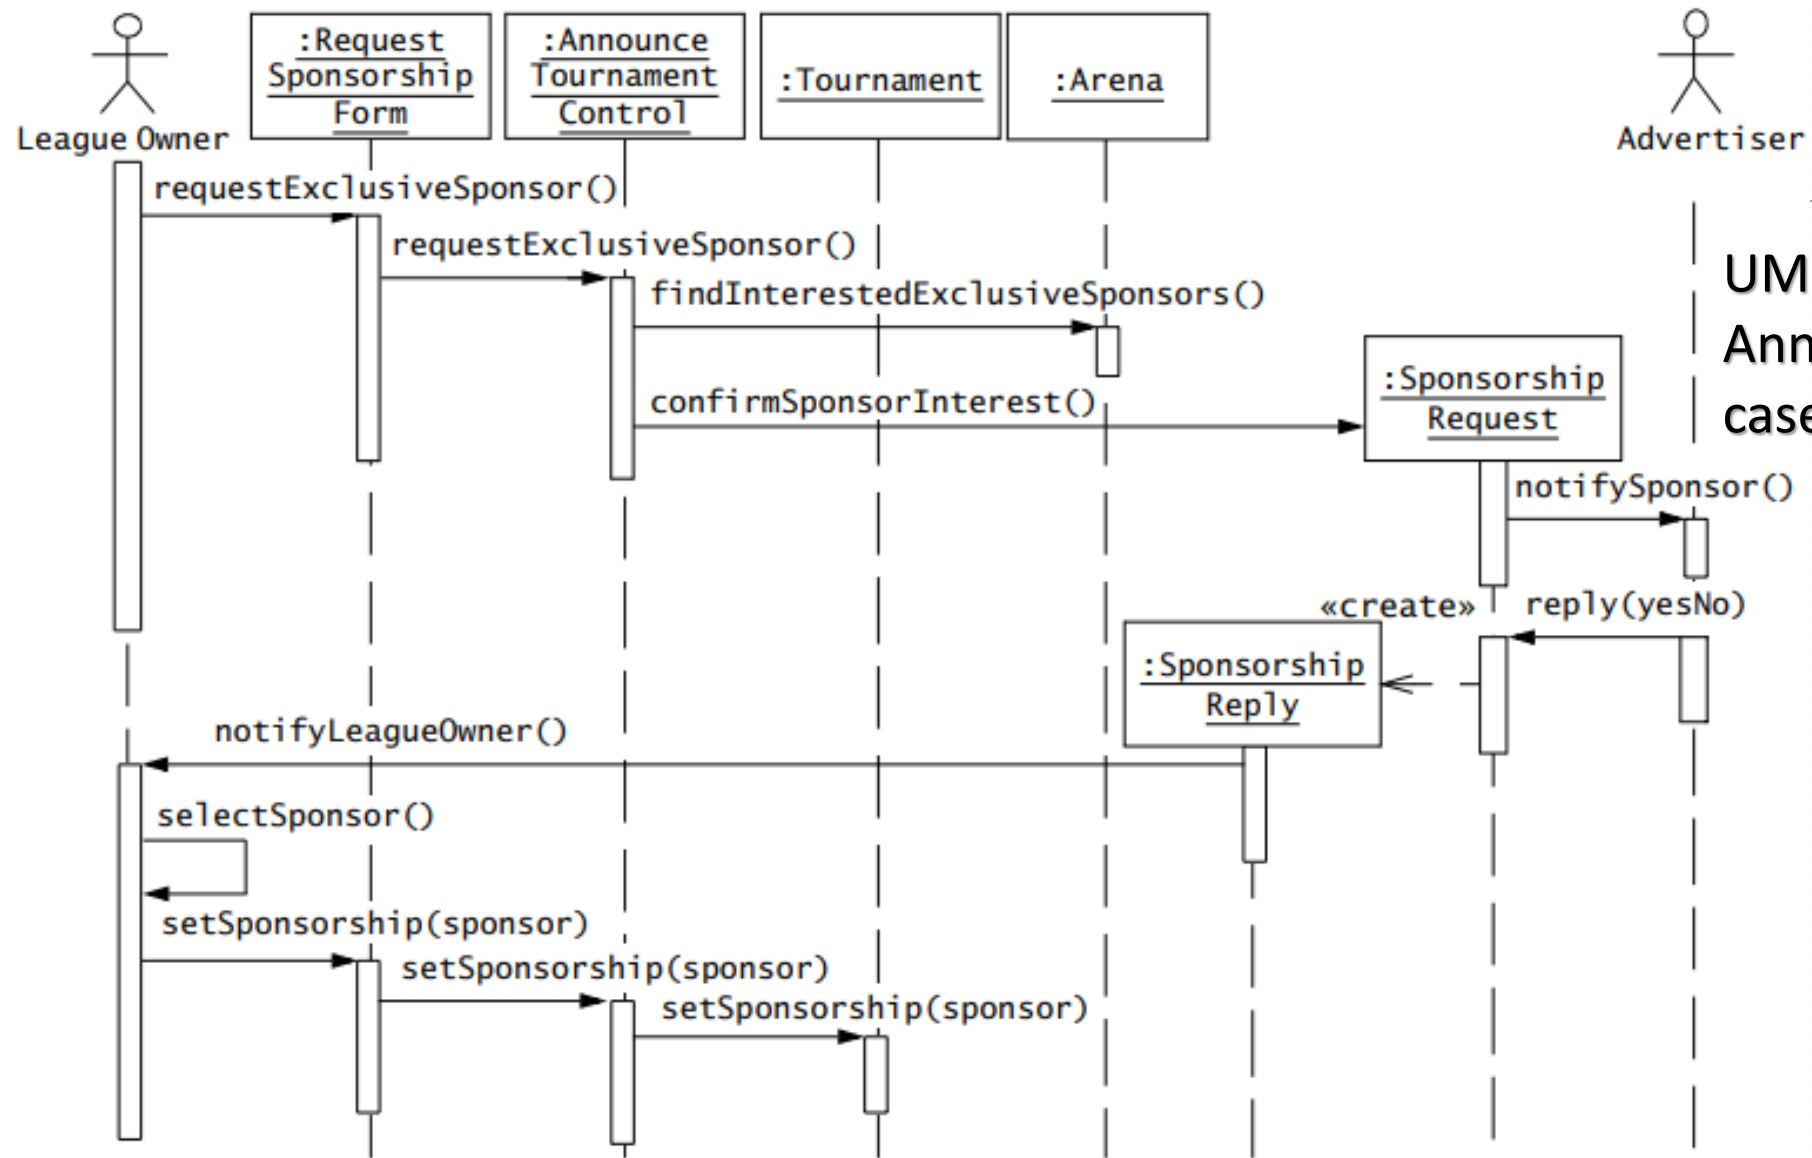 :Request
Sponsorship
Form
:Announce
Tournament
Control
:Tournament
:Arena
League Owner
Advertiser
requestExclusiveSponsor()
requestExclusiveSponsor()
findInterestedExclusiveSponsors()
UM
Ann
case
:Sponsorship
Request
confirmSponsorInterest()
notifySponsor()
«create»
reply(yesNo)
:Sponsorship
Reply
notifyLeagueOwner()
selectSponsor()
setSponsorship(sponsor)
setSponsorship(sponsor)
setSponsorship(sponsor)